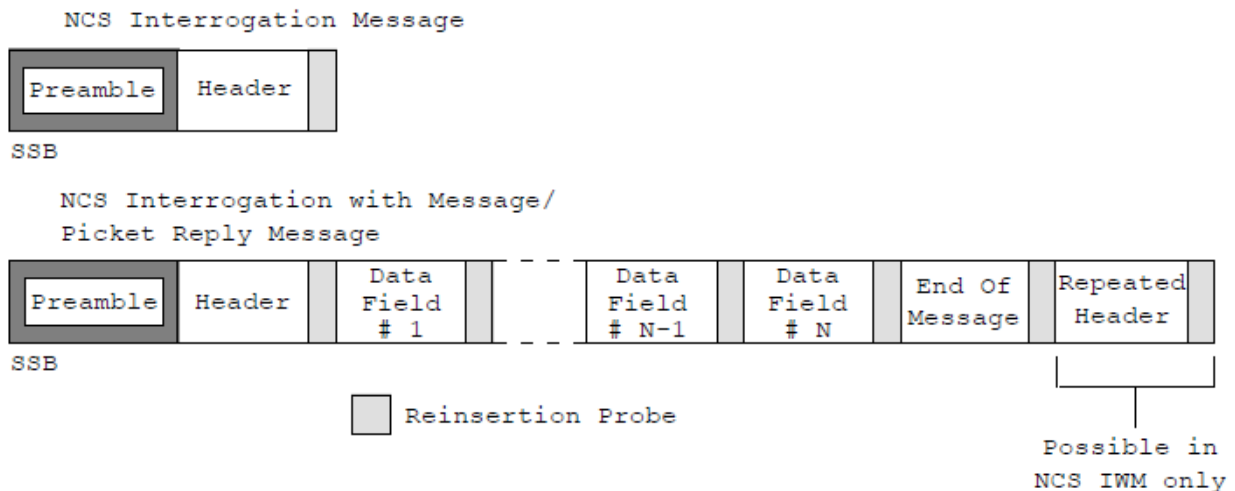 NCS Interrogation Message
Preamble Header
SSB
NCS Interrogation with Message/
Picket Reply Message
Preamble
Header
Data
Field
# 1
Data
Field
# N-1
Data
Field
# N
End Of
Message
Repeated
Header
SSB
Reinsertion Probe
Possible in
NCS IWM only